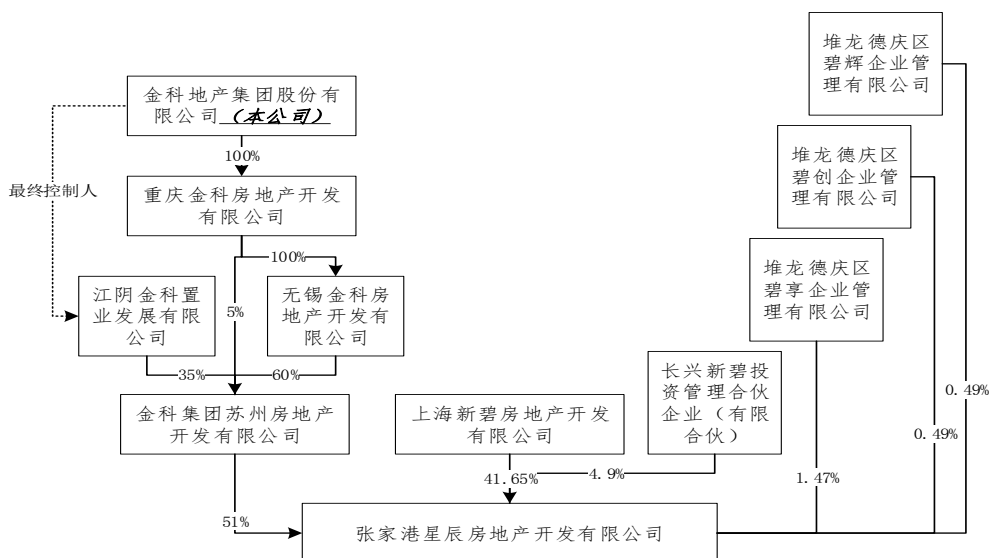 堆龙德庆区
碧辉企业管
理有限公司
金科地产集团股份有
限公司（本公司）
100%
最终控制人
重庆金科房地产开发
有限公司
堆龙德庆区
碧创企业管
理有限公司
100%
江阴金科置
业发展有限
公司
5%
无锡金科房
地产开发有
限公司
堆龙德庆区
碧享企业管
理有限公司
35%
60%
长兴新碧投
资管理合伙
企业（有限
合伙）
0.49%
金科集团苏州房地产
开发有限公司
上海新碧房地产开发
有限公司
0.49%
41.65%
4.9%
1.47%
51%
张家港星辰房地产开发有限公司